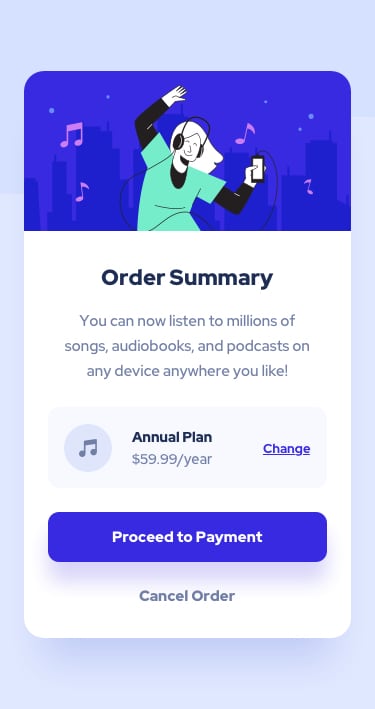 Order Summary
You can now listen to millions of
songs, audiobooks, and podcasts on
any device anywhere you like!
Annual Plan
$59.99/year
Change
Proceed to Payment
Cancel Order